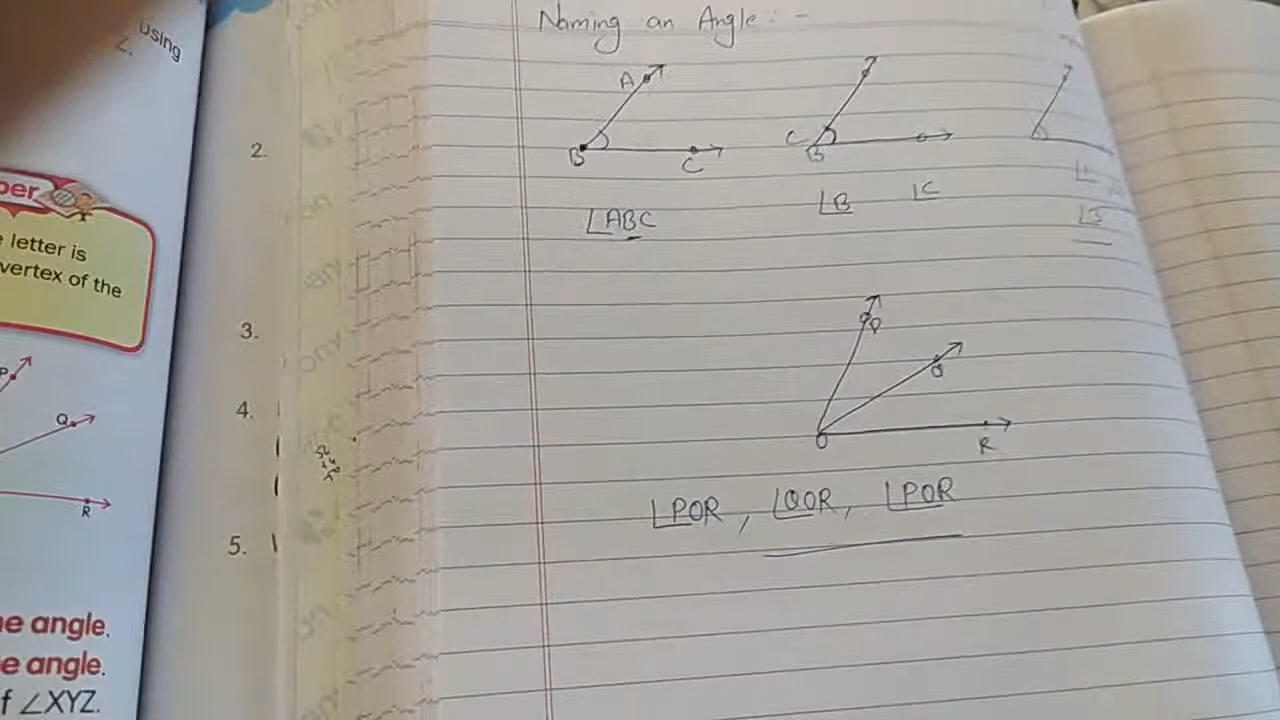 using
∠.
per
letter is
vertex of the
P
Q
R
he angle.
e angle.
f ∠XYZ.
2.
3.
4.
5.
Naming an Angle : -
A
B
C
∠ABC
C
B
∠B ∠C
P
Q
O
R
∠POR , ∠QOR, ∠POR